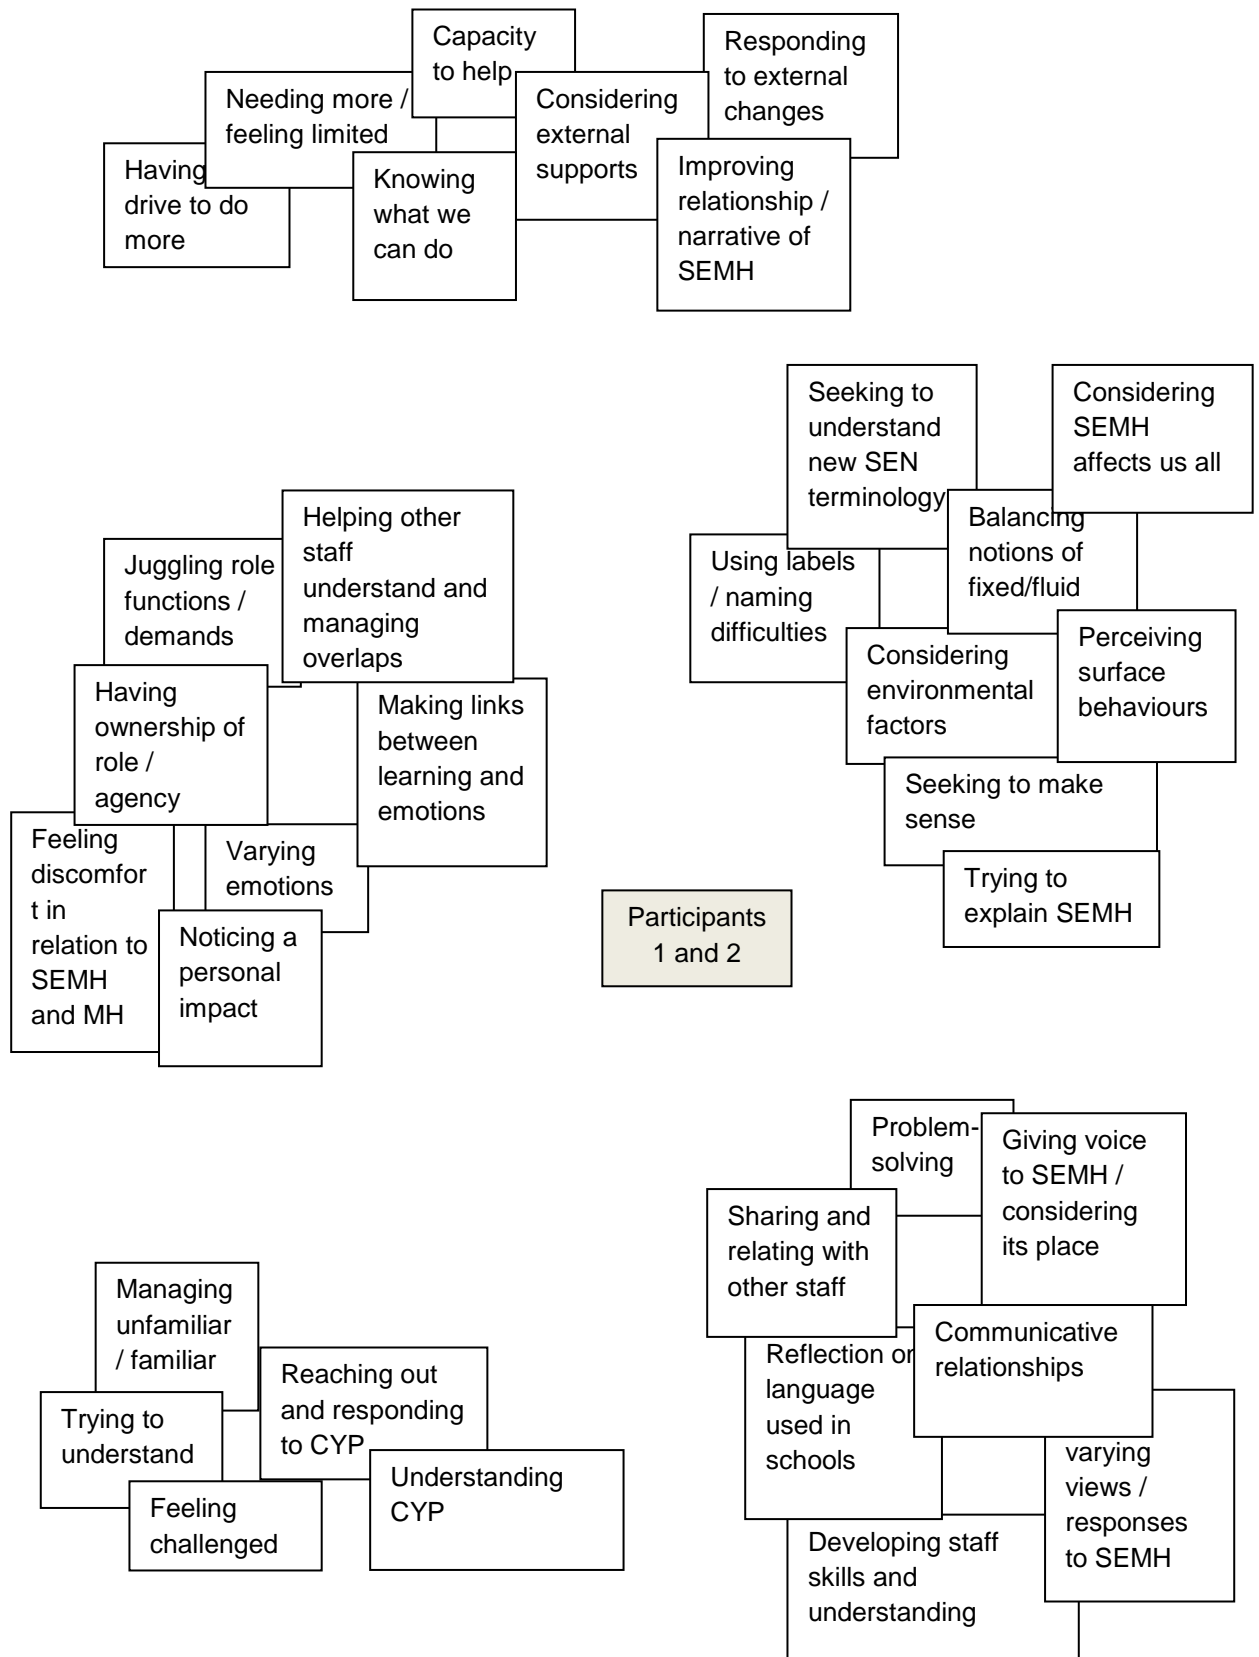 Capacity
to help
Responding
to external
changes
Needing more /
feeling limited
Considering
external
supports
Having
drive to do
more
Knowing
what we
can do
Improving
relationship /
narrative of
SEMH
Seeking to
understand
new SEN
terminology
Considering
SEMH
affects us all
Using labels
/ naming
difficulties
Balancing
notions of
fixed/fluid
Considering
environmental
factors
Perceiving
surface
behaviours
Seeking to make
sense
Trying to
explain SEMH
Helping other
staff
understand and
managing
overlaps
Juggling role
functions /
demands
Having
ownership of
role /
agency
Making links
between
learning and
emotions
Feeling
discomfor
t in
relation to
SEMH
and MH
Varying
emotions
Noticing a
personal
impact
Participants
1 and 2
Problem-
solving
Giving voice
to SEMH /
considering
its place
Sharing and
relating with
other staff
Communicative
relationships
Reflection on
language
used in
schools
varying
views /
responses
to SEMH
Developing staff
skills and
understanding
Managing
unfamiliar
/ familiar
Reaching out
and responding
to CYP
Trying to
understand
Understanding
CYP
Feeling
challenged